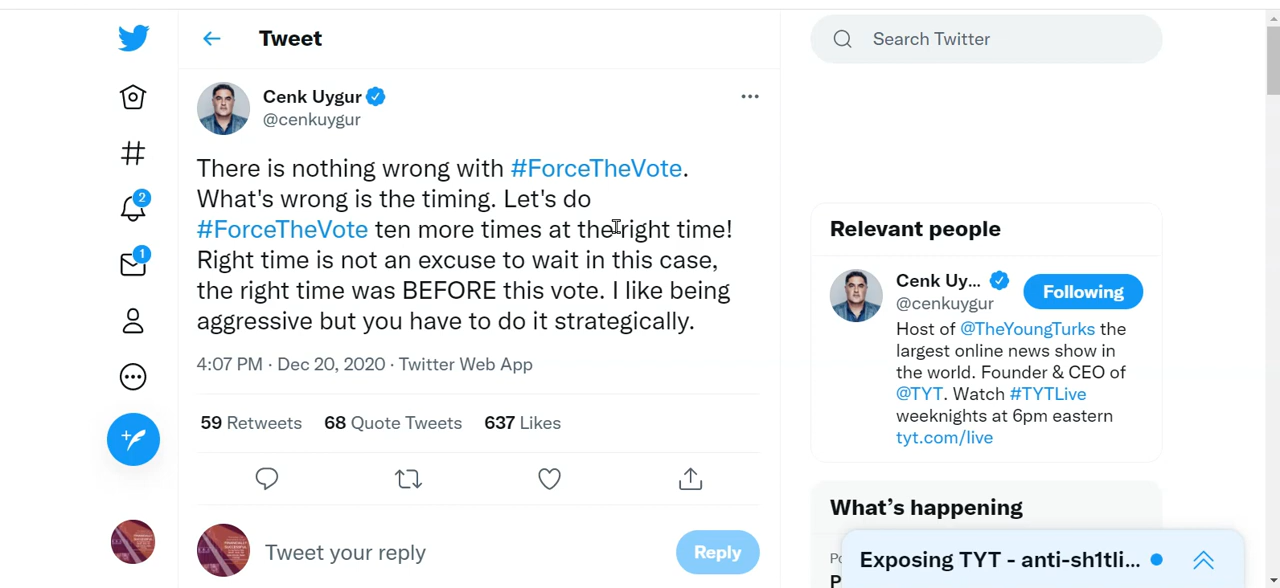 Tweet
Search Twitter
Cenk Uygur
@cenkuygur
There is nothing wrong with #ForceTheVote.
What's wrong is the timing. Let's do
#ForceTheVote ten more times at the right time!
Right time is not an excuse to wait in this case,
the right time was BEFORE this vote. I like being
aggressive but you have to do it strategically.
4:07 PM · Dec 20, 2020 · Twitter Web App
59 Retweets 68 Quote Tweets 637 Likes
Tweet your reply
Reply
2
1
Relevant people
Cenk Uy...
@cenkuygur
Following
Host of @TheYoungTurks the
largest online news show in
the world. Founder & CEO of
@TYT. Watch #TYTLive
weeknights at 6pm eastern
tyt.com/live
What's happening
Exposing TYT - anti-sh1tli...